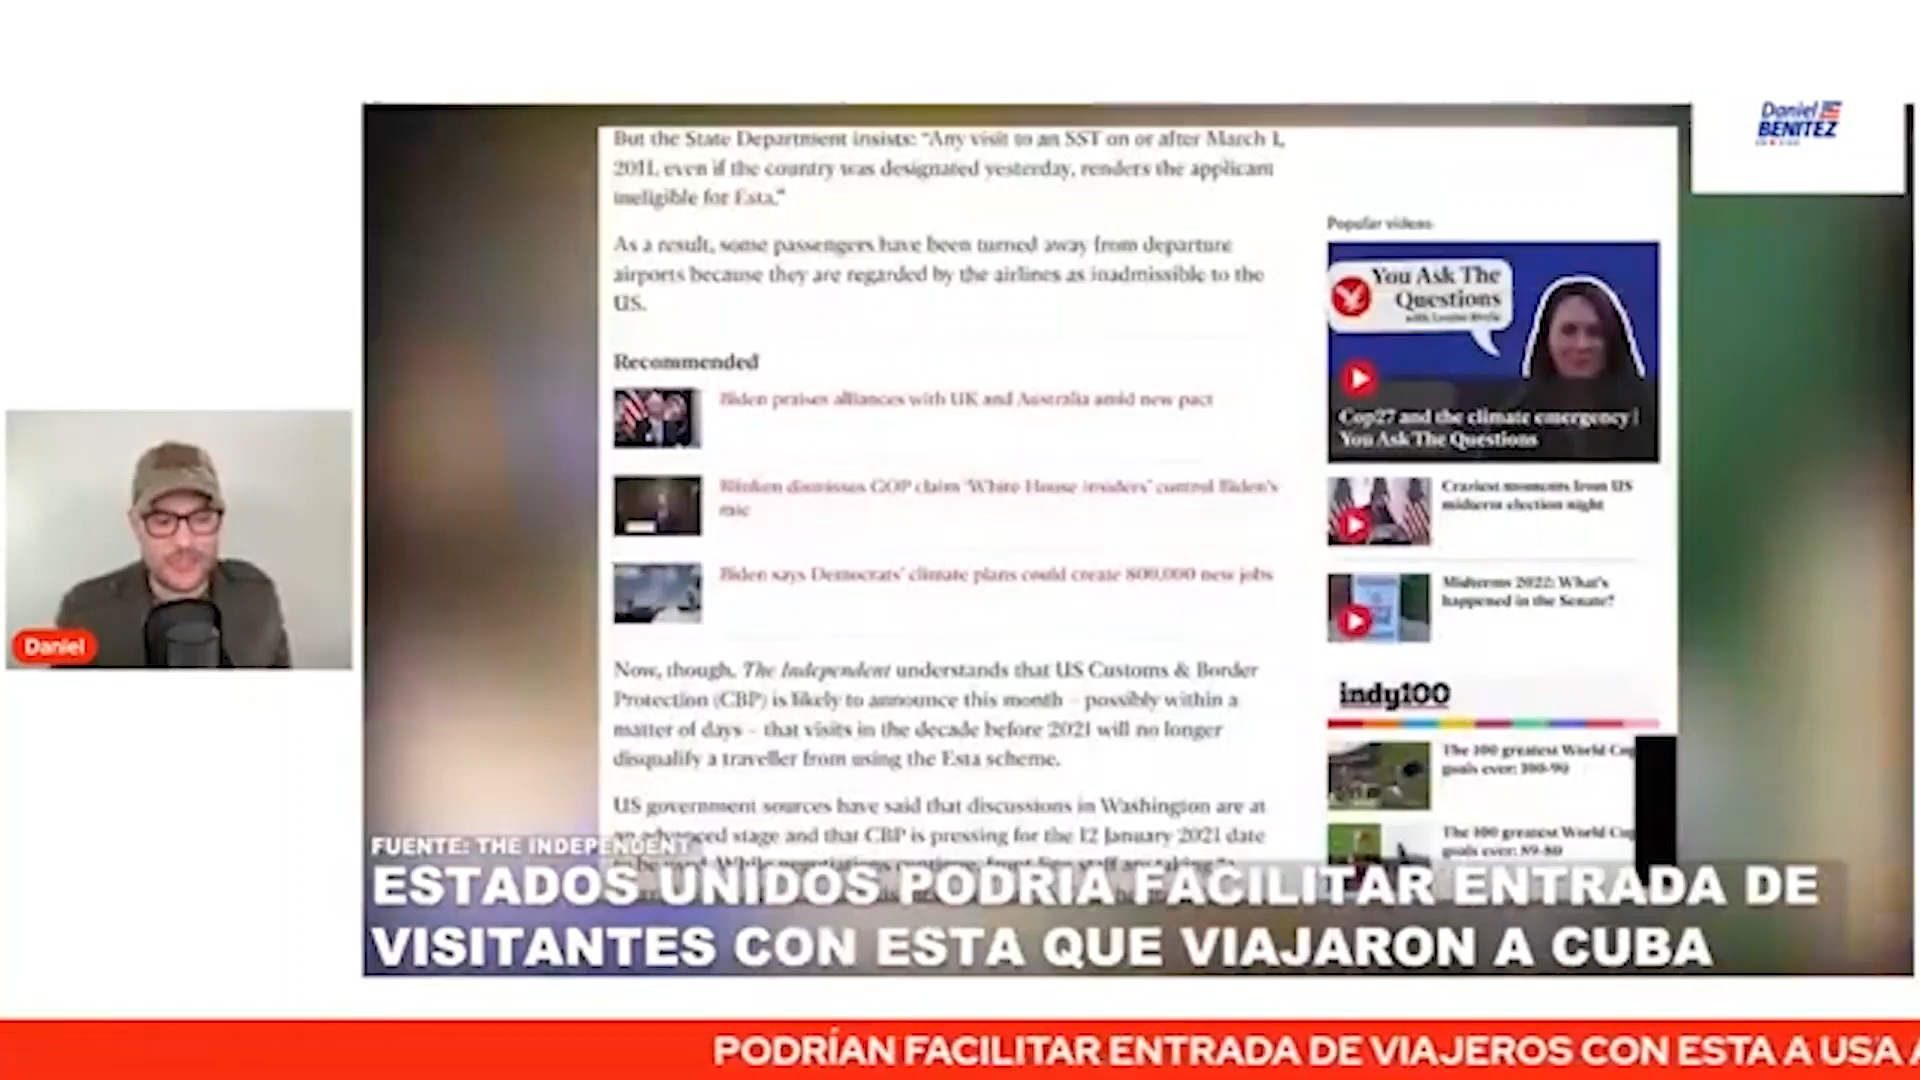 Daniel
BENITEZ
But the State Department insists: “Any visit to an SST on or after March 1,
2011, even if the country was designated yesterday, renders the applicant
ineligible for Esta.”
As a result, some passengers have been turned away from departure
airports because they are regarded by the airlines as inadmissible to the
US.
Recommended
Biden praises alliances with UK and Australia amid new pact
Blinken dismisses GOP claim ‘White House insiders’ control Biden’s
mic
Biden says Democrats’ climate plans could create 800,000 new jobs
Now, though, The Independent understands that US Customs & Border
Protection (CBP) is likely to announce this month – possibly within a
matter of days – that visits in the decade before 2021 will no longer
disqualify a traveller from using the Esta scheme.
US government sources have said that discussions in Washington are at
an advanced stage and that CBP is pressing for the 12 January 2021 date
Popular videos
You Ask The
Questions
Cop27 and the climate emergency |
You Ask The Questions
Craziest moments from US
midterm election night
Midterms 2022: What's
happened in the Senate?
indy100
The 100 greatest World Cup
goals ever: 100-90
The 100 greatest World Cup
goals ever: 89-80
Daniel
FUENTE: THE INDEPENDENT
ESTADOS UNIDOS PODRIA FACILITAR ENTRADA DE
VISITANTES CON ESTA QUE VIAJARON A CUBA
PODRÍAN FACILITAR ENTRADA DE VIAJEROS CON ESTA A USA A